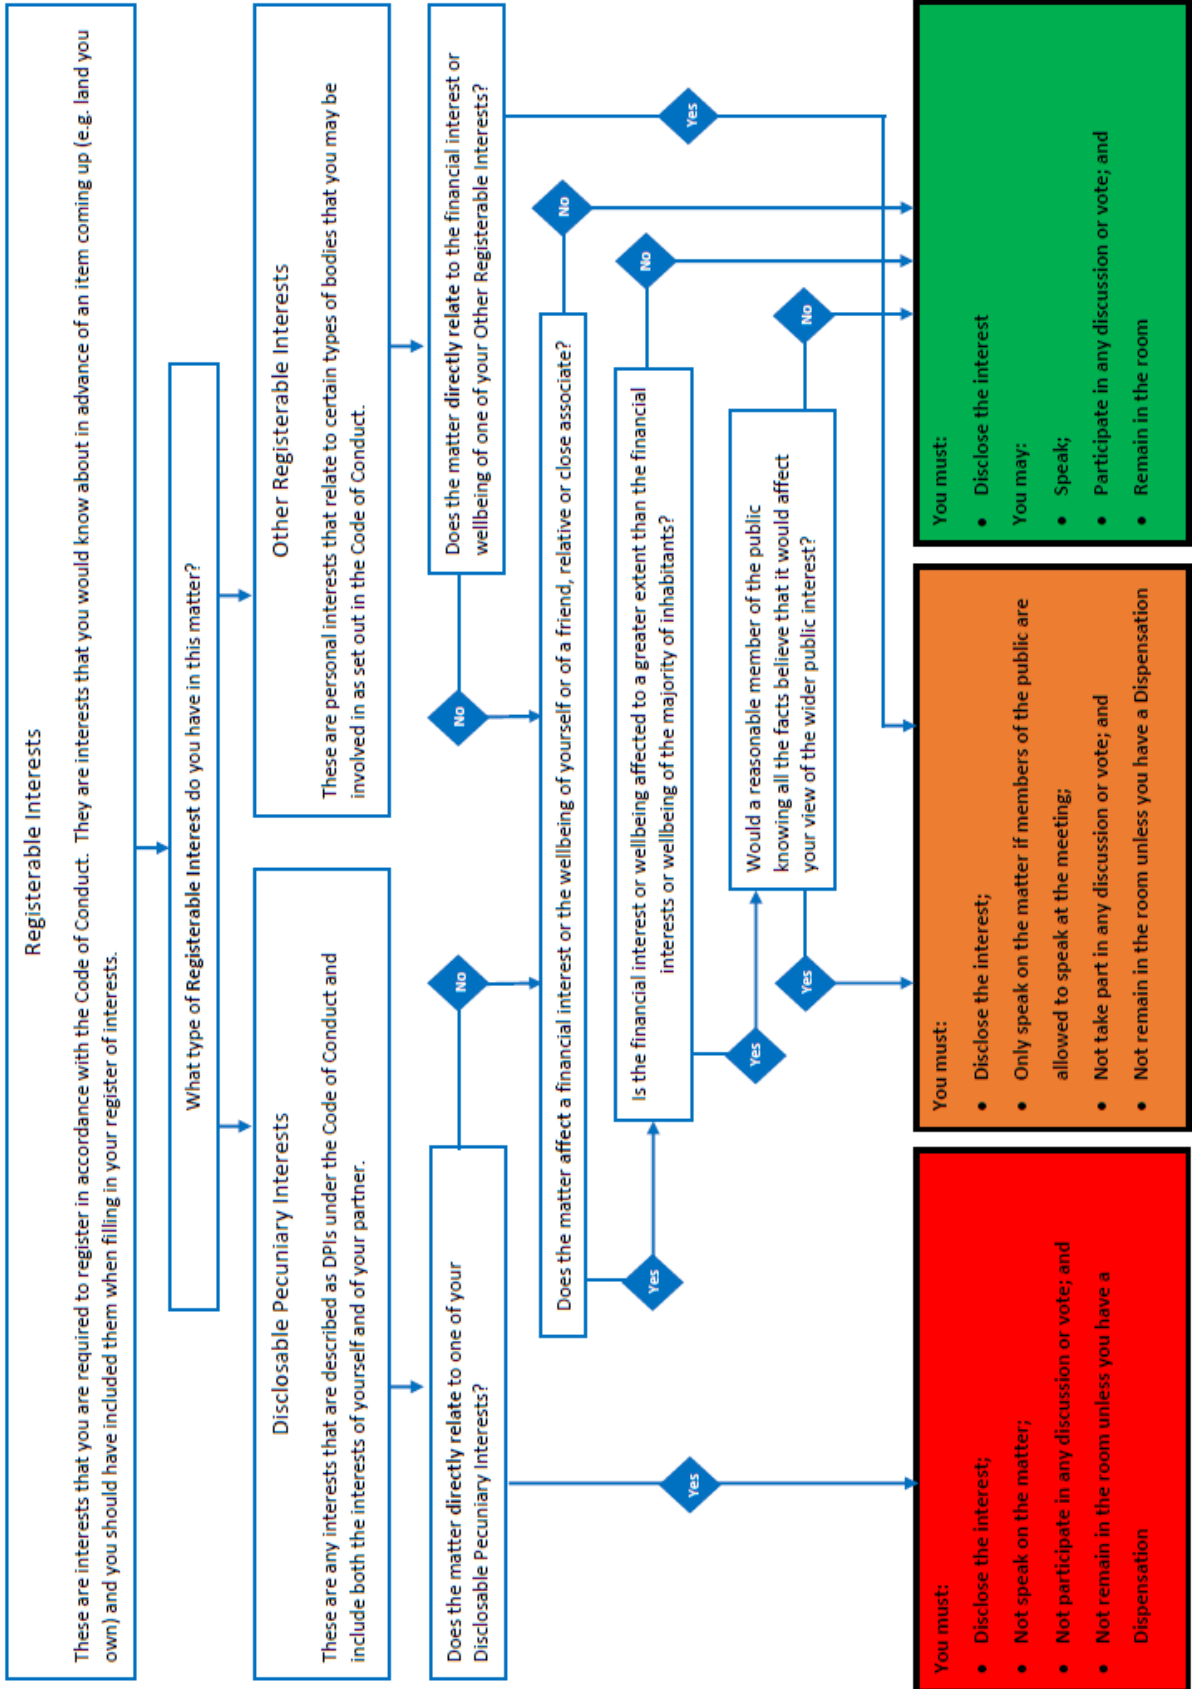 Registerable Interests
These are interests that you are required to register in accordance with the Code of Conduct. They are interests that you would know about in advance of an item coming up (e.g. land you
own) and you should have included them when filling in your register of interests.
What type of Registerable Interest do you have in this matter?
Disclosable Pecuniary Interests
These are any interests that are described as DPIs under the Code of Conduct and
include both the interests of yourself and of your partner.
Other Registerable Interests
These are personal interests that relate to certain types of bodies that you may be
involved in as set out in the Code of Conduct.
Does the matter directly relate to one of your
Disclosable Pecuniary Interests?
No
No
Does the matter directly relate to the financial interest or
wellbeing of one of your Other Registerable Interests?
Does the matter affect a financial interest or the wellbeing of yourself or of a friend, relative or close associate?
No
Yes
Is the financial interest or wellbeing affected to a greater extent than the financial
interests or wellbeing of the majority of inhabitants?
No
Yes
Yes
Yes
Would a reasonable member of the public
knowing all the facts believe that it would affect
your view of the wider public interest?
Yes
No
You must:
• Disclose the interest;
• Not speak on the matter;
• Not participate in any discussion or vote; and
• Not remain in the room unless you have a
Dispensation
You must:
• Disclose the interest;
• Only speak on the matter if members of the public are
allowed to speak at the meeting;
• Not take part in any discussion or vote; and
• Not remain in the room unless you have a Dispensation
You must:
• Disclose the interest
You may:
• Speak;
• Participate in any discussion or vote; and
• Remain in the room